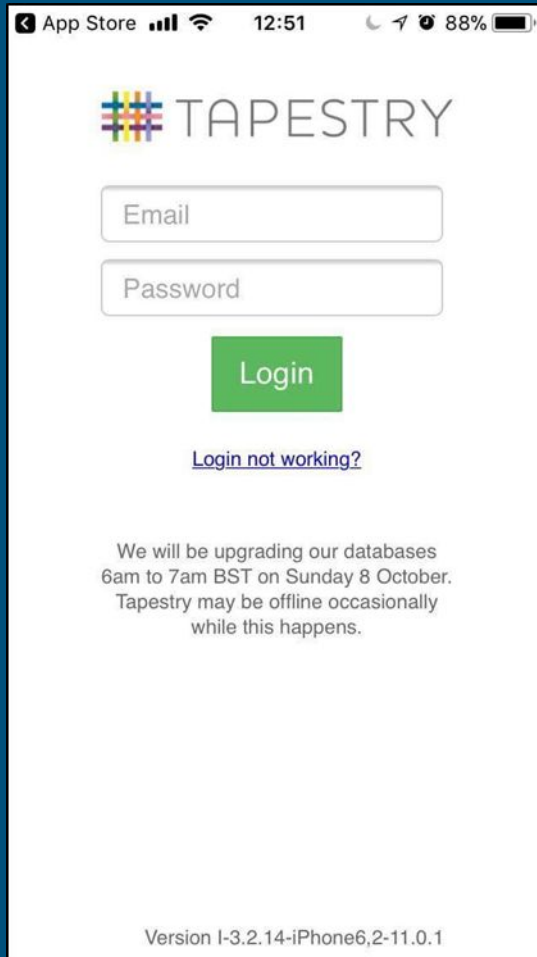 App Store 12:51 88%
TAPESTRY
Email
Password
Login
Login not working?
We will be upgrading our databases
6am to 7am BST on Sunday 8 October.
Tapestry may be offline occasionally
while this happens.
Version I-3.2.14-iPhone6,2-11.0.1